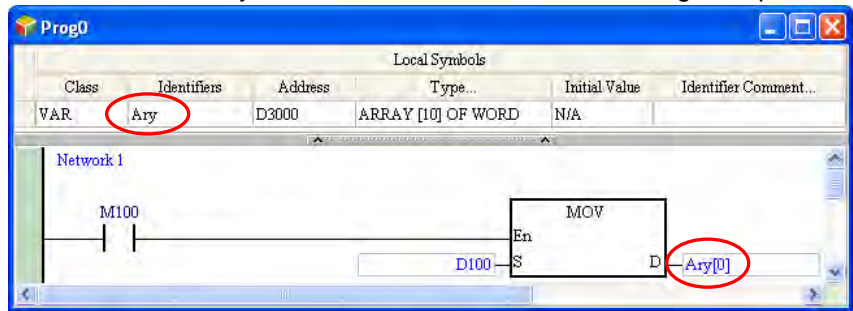 Prog0
Local Symbols
Class Identifiers Address Type... Initial Value Identifier Comment...
VAR Ary D3000 ARRAY [10] OF WORD N/A
Network 1
M100 MOV
En
D100 S D Ary[0]